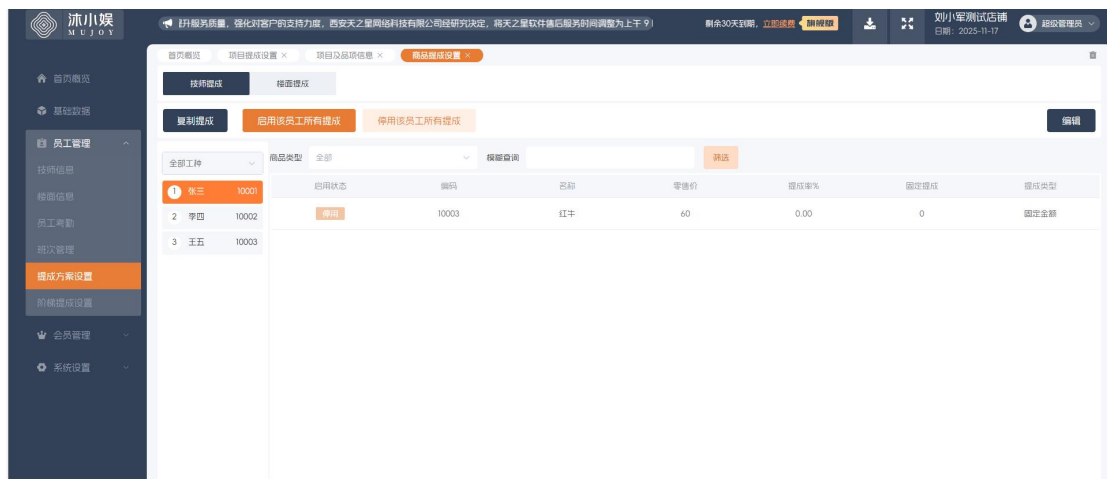 沐小娱
MUJOY
升服务质量，强化对客户的支持力度，西安天之星网络科技有限公司经研究决定，将天之星软件售后服务时间调整为上午 9
剩余30天到期，立即续费 旗舰版
刘小军测试店铺
日期：2025-11-17
超级管理员
首页概览 项目提成设置 × 项目及品项信息 × 商品提成设置 ×
首页概览
基础数据
员工管理
技师信息
楼面信息
员工考勤
班次管理
提成方案设置
阶梯提成设置
会员管理
系统设置
技师提成 楼面提成
复制提成 启用该员工所有提成 停用该员工所有提成 编辑
全部工种 商品类型 全部 模糊查询 筛选
1 张三 10001
2 李四 10002
3 王五 10003
启用状态 编码 名称 零售价 提成率% 固定提成 提成类型
停用 10003 红牛 60 0.00 0 固定金额